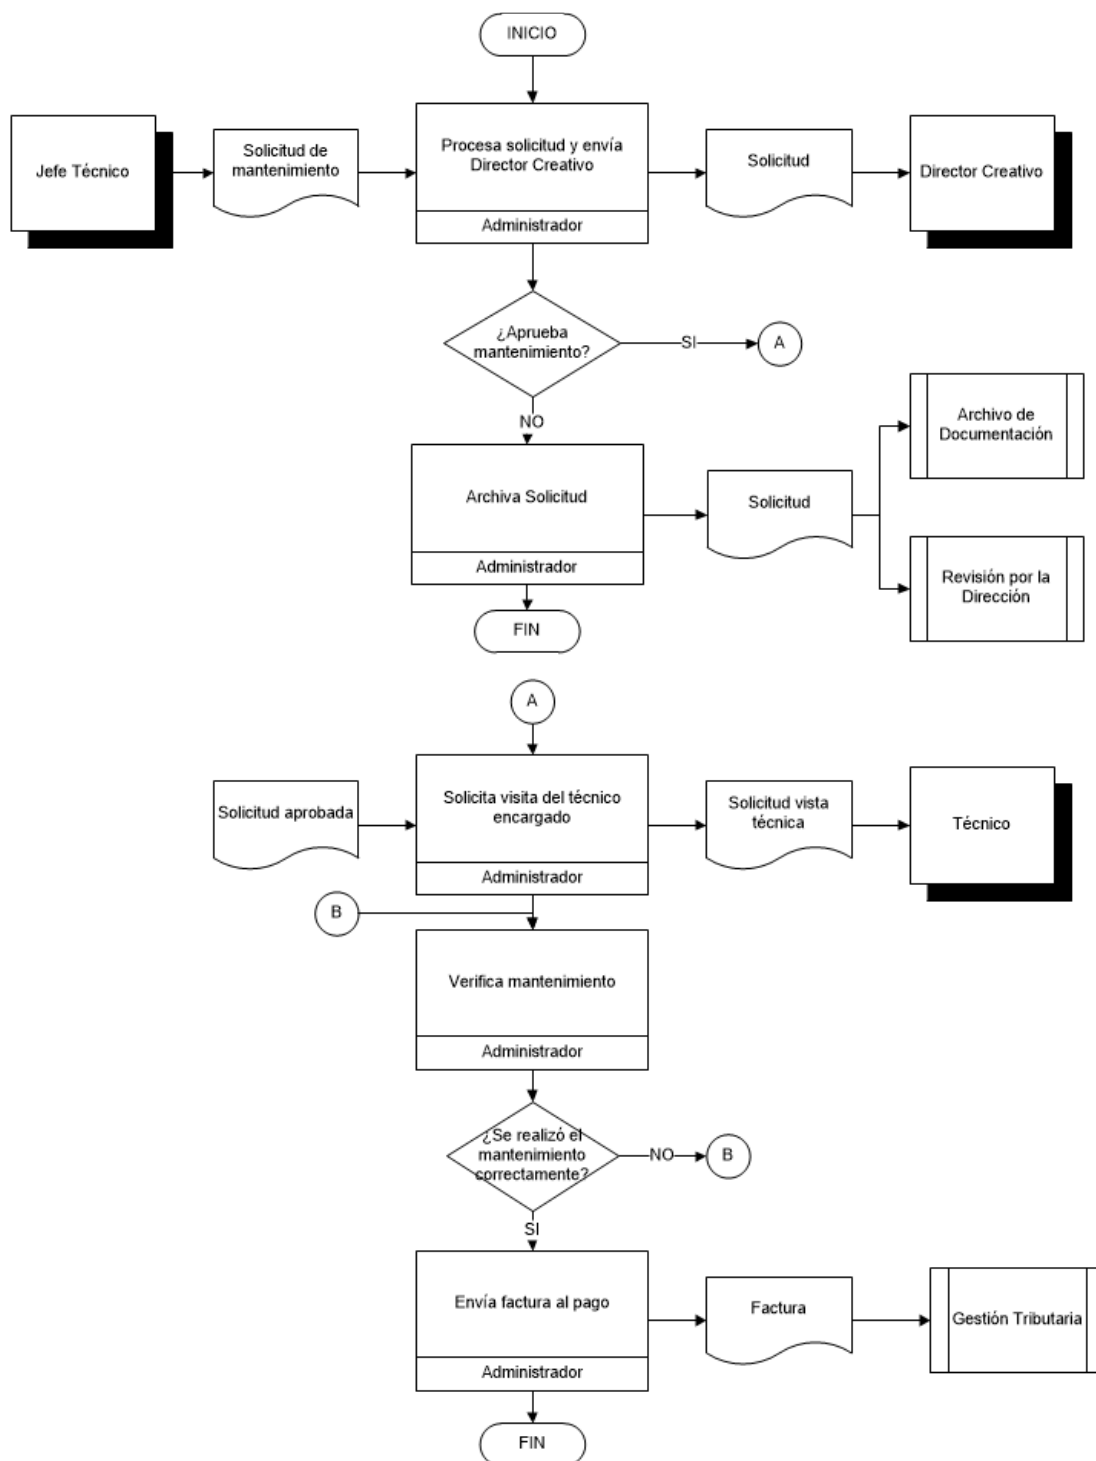 INICIO
Jefe Técnico
Solicitud de
mantenimiento
Procesa solicitud y envía
Director Creativo
Administrador
Solicitud
Director Creativo
¿Aprueba
mantenimiento?
SI
A
NO
Archiva Solicitud
Administrador
Solicitud
Archivo de
Documentación
Revisión por la
Dirección
FIN
A
Solicitud aprobada
Solicita visita del técnico
encargado
Administrador
Solicitud vista
técnica
Técnico
B
Verifica mantenimiento
Administrador
¿Se realizó el
mantenimiento
correctamente?
NO
B
SI
Envía factura al pago
Administrador
Factura
Gestión Tributaria
FIN